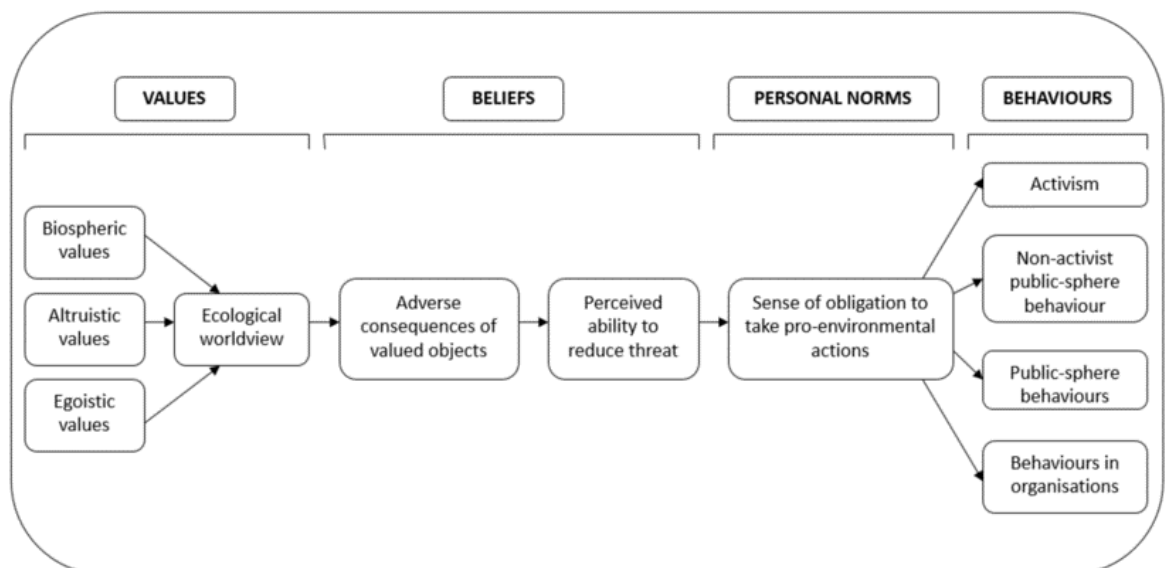 VALUES
BELIEFS
PERSONAL NORMS
BEHAVIOURS
Biospheric
values
Altruistic
values
Egoistic
values
Ecological
worldview
Adverse
consequences of
valued objects
Perceived
ability to
reduce threat
Sense of obligation to
take pro-environmental
actions
Activism
Non-activist
public-sphere
behaviour
Public-sphere
behaviours
Behaviours in
organisations